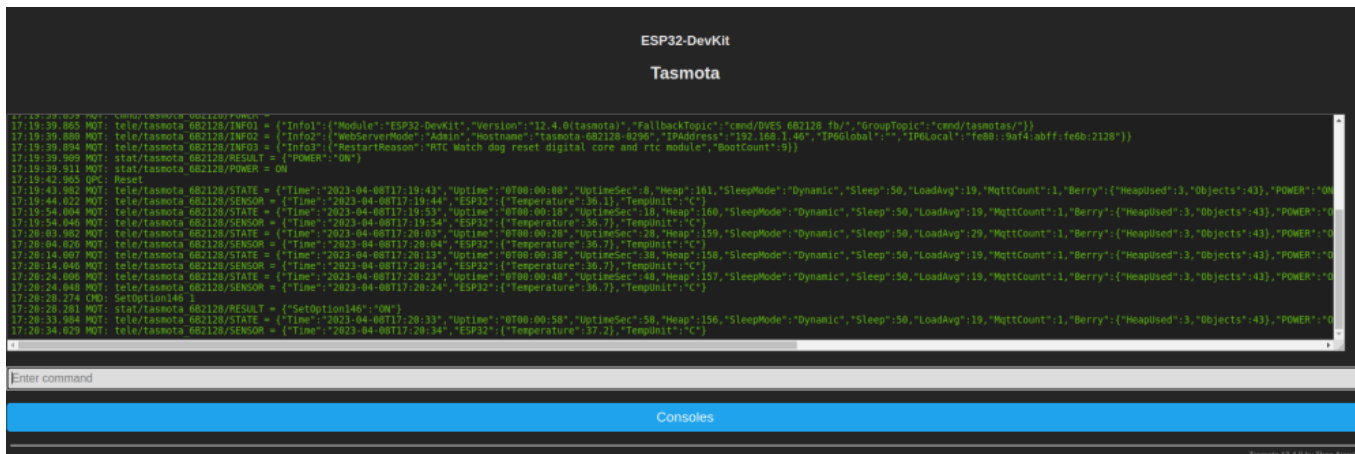 ESP32-DevKit
Tasmota
17:19:39.859 MQT: cmnd/tasmota_6B2128/POWER =
17:19:39.865 MQT: tele/tasmota_6B2128/INFO1 = {"Info1":{"Module":"ESP32-DevKit","Version":"12.4.0(tasmota)","FallbackTopic":"cmnd/DVES_6B2128_fb/","GroupTopic":"cmnd/tasmotas/"}}
17:19:39.880 MQT: tele/tasmota_6B2128/INFO2 = {"Info2":{"WebServerMode":"Admin","Hostname":"tasmota-6B2128-0296","IPAddress":"192.168.1.46","IP6Global":"","IP6Local":"fe80::9af4:abff:fe6b:2128"}}
17:19:39.894 MQT: tele/tasmota_6B2128/INFO3 = {"Info3":{"RestartReason":"RTC Watch dog reset digital core and rtc module","BootCount":9}}
17:19:39.909 MQT: stat/tasmota_6B2128/RESULT = {"POWER":"ON"}
17:19:39.911 MQT: stat/tasmota_6B2128/POWER = ON
17:19:42.965 QPC: Reset
17:19:43.982 MQT: tele/tasmota_6B2128/STATE = {"Time":"2023-04-08T17:19:43","Uptime":"0T00:00:08","UptimeSec":8,"Heap":161,"SleepMode":"Dynamic","Sleep":50,"LoadAvg":19,"MqttCount":1,"Berry":{"HeapUsed":3,"Objects":43},"POWER":"ON
17:19:44.022 MQT: tele/tasmota_6B2128/SENSOR = {"Time":"2023-04-08T17:19:44","ESP32":{"Temperature":36.1},"TempUnit":"C"}
17:19:54.004 MQT: tele/tasmota_6B2128/STATE = {"Time":"2023-04-08T17:19:53","Uptime":"0T00:00:18","UptimeSec":18,"Heap":160,"SleepMode":"Dynamic","Sleep":50,"LoadAvg":19,"MqttCount":1,"Berry":{"HeapUsed":3,"Objects":43},"POWER":"O
17:19:54.046 MQT: tele/tasmota_6B2128/SENSOR = {"Time":"2023-04-08T17:19:54","ESP32":{"Temperature":36.7},"TempUnit":"C"}
17:20:03.982 MQT: tele/tasmota_6B2128/STATE = {"Time":"2023-04-08T17:20:03","Uptime":"0T00:00:28","UptimeSec":28,"Heap":159,"SleepMode":"Dynamic","Sleep":50,"LoadAvg":29,"MqttCount":1,"Berry":{"HeapUsed":3,"Objects":43},"POWER":"O
17:20:04.026 MQT: tele/tasmota_6B2128/SENSOR = {"Time":"2023-04-08T17:20:04","ESP32":{"Temperature":36.7},"TempUnit":"C"}
17:20:14.007 MQT: tele/tasmota_6B2128/STATE = {"Time":"2023-04-08T17:20:13","Uptime":"0T00:00:38","UptimeSec":38,"Heap":158,"SleepMode":"Dynamic","Sleep":50,"LoadAvg":19,"MqttCount":1,"Berry":{"HeapUsed":3,"Objects":43},"POWER":"O
17:20:14.046 MQT: tele/tasmota_6B2128/SENSOR = {"Time":"2023-04-08T17:20:14","ESP32":{"Temperature":36.7},"TempUnit":"C"}
17:20:24.006 MQT: tele/tasmota_6B2128/STATE = {"Time":"2023-04-08T17:20:23","Uptime":"0T00:00:48","UptimeSec":48,"Heap":157,"SleepMode":"Dynamic","Sleep":50,"LoadAvg":19,"MqttCount":1,"Berry":{"HeapUsed":3,"Objects":43},"POWER":"O
17:20:24.048 MQT: tele/tasmota_6B2128/SENSOR = {"Time":"2023-04-08T17:20:24","ESP32":{"Temperature":36.7},"TempUnit":"C"}
17:20:28.274 CMD: SetOption146 1
17:20:28.281 MQT: stat/tasmota_6B2128/RESULT = {"SetOption146":"ON"}
17:20:33.984 MQT: tele/tasmota_6B2128/STATE = {"Time":"2023-04-08T17:20:33","Uptime":"0T00:00:58","UptimeSec":58,"Heap":156,"SleepMode":"Dynamic","Sleep":50,"LoadAvg":19,"MqttCount":1,"Berry":{"HeapUsed":3,"Objects":43},"POWER":"O
17:20:34.029 MQT: tele/tasmota_6B2128/SENSOR = {"Time":"2023-04-08T17:20:34","ESP32":{"Temperature":37.2},"TempUnit":"C"}
Enter command
Consoles